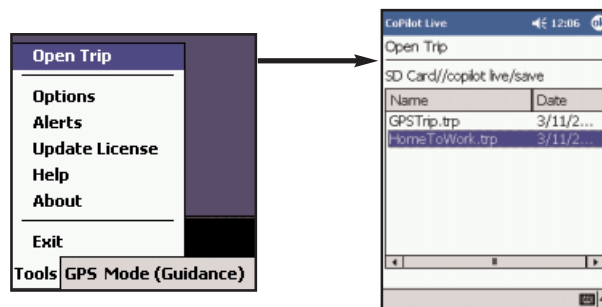 Open Trip
Options
Alerts
Update License
Help
About
Exit
Tools GPS Mode (Guidance)
CoPilot Live 12:06 ok
Open Trip
SD Card//copilot live/save
Name Date
GPSTrip.trp 3/11/2...
HomeToWork.trp 3/11/2...